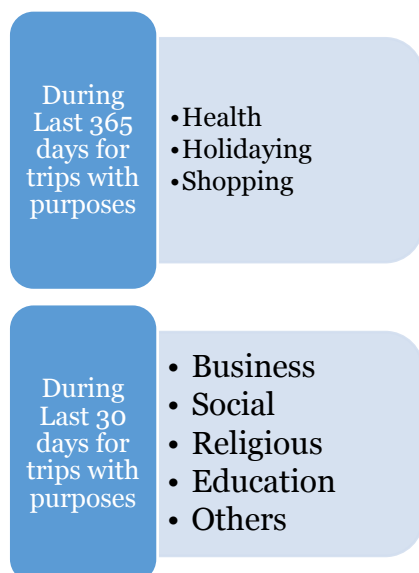 During
Last 365
days for
trips with
purposes
•Health
•Holidaying
•Shopping
During
Last 30
days for
trips with
purposes
• Business
• Social
• Religious
• Education
• Others